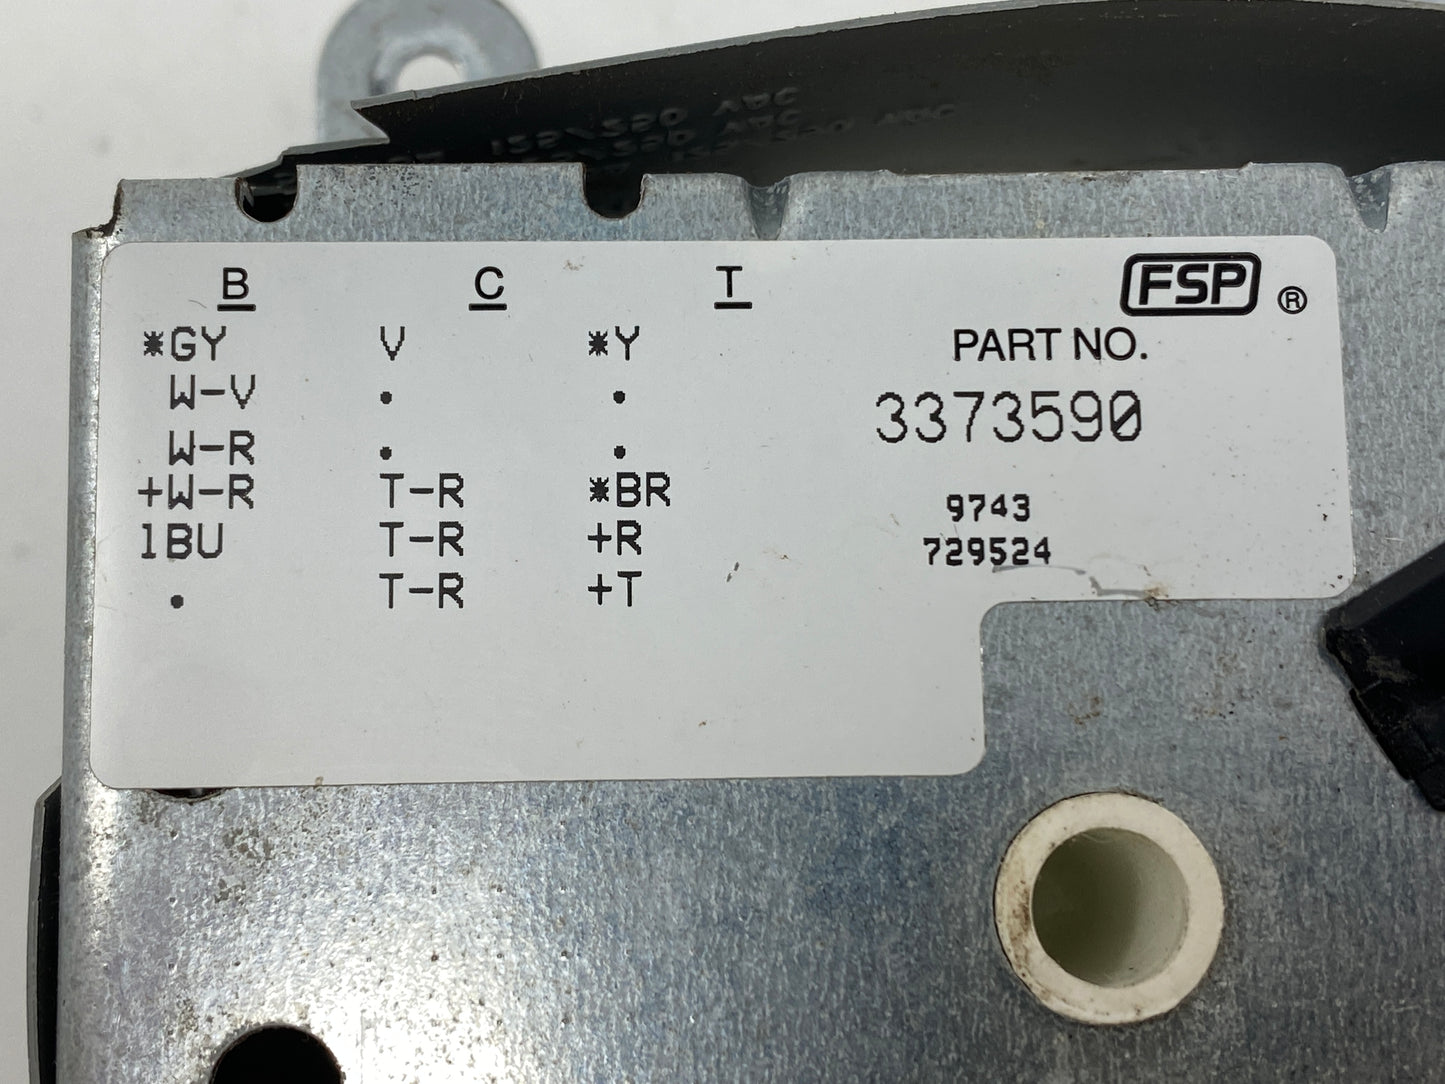 B C T
*GY V *Y
W-V . .
W-R . .
+W-R T-R *BR
1BU T-R +R
. T-R +T
FSP ®
PART NO.
3373590
9743
729524